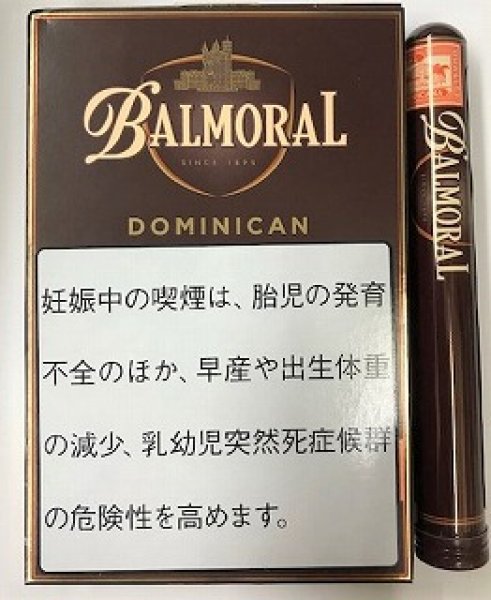 BALMORAL
SINCE 1895
DOMINICAN
妊娠中の喫煙は、胎児の発育
不全のほか、早産や出生体重
の減少、乳幼児突然死症候群
の危険性を高めます。
BALMORAL